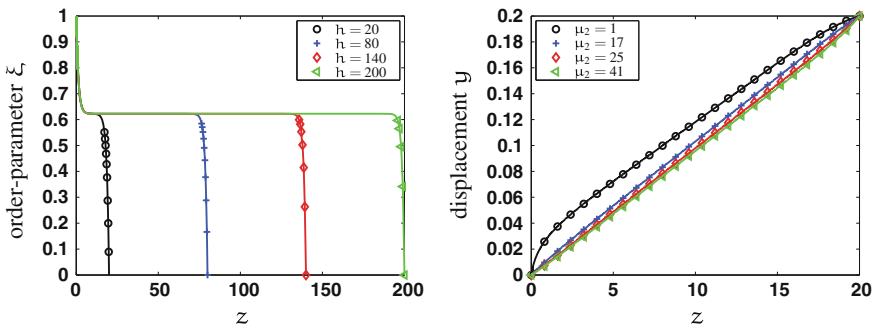 order-parameter ξ
1
0.9
0.8
0.7
0.6
0.5
0.4
0.3
0.2
0.1
0
0
50
100
150
200
z
h = 20
h = 80
h = 140
h = 200
displacement y
0.2
0.18
0.16
0.14
0.12
0.1
0.08
0.06
0.04
0.02
0
0
5
10
15
20
z
μ₂ = 1
μ₂ = 17
μ₂ = 25
μ₂ = 41